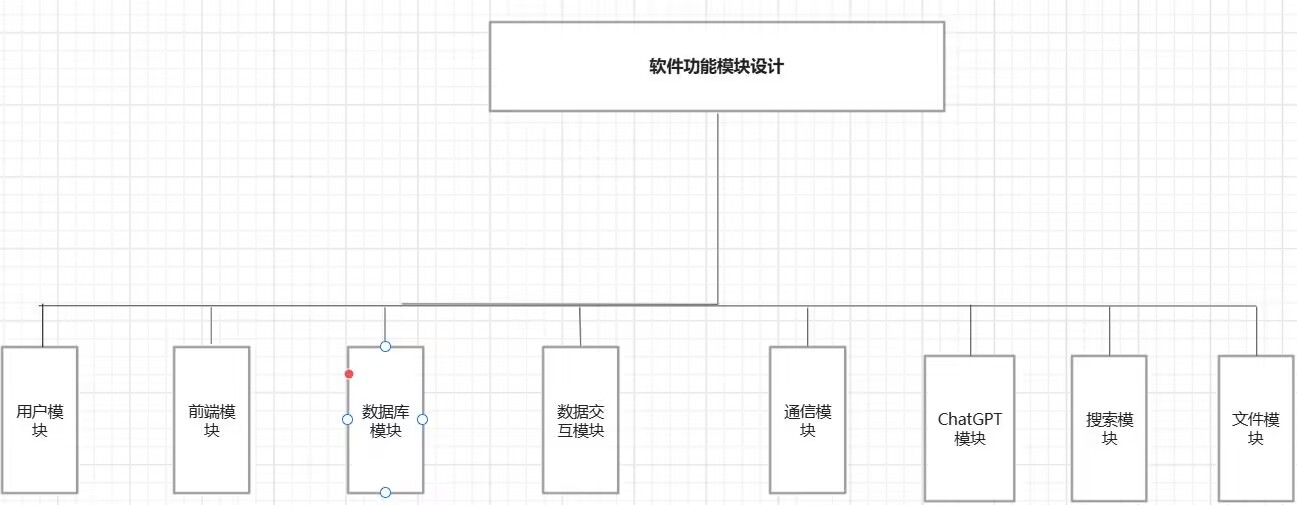 软件功能模块设计
用户模
块
前端模
块
数据库
模块
数据交
互模块
通信模
块
ChatGPT
模块
搜索模
块
文件模
块